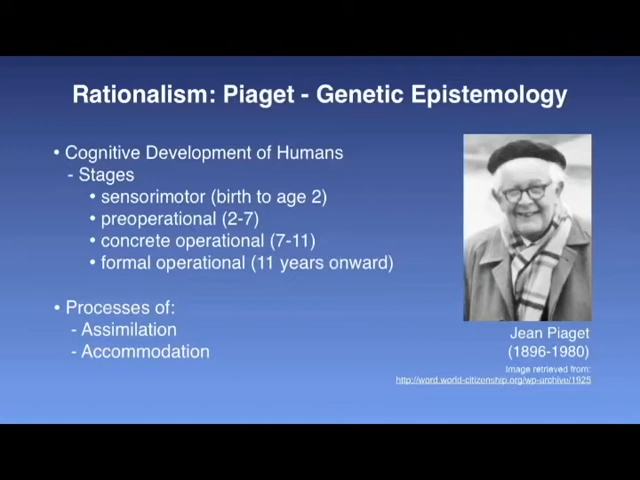 Rationalism: Piaget - Genetic Epistemology
• Cognitive Development of Humans
- Stages
• sensorimotor (birth to age 2)
• preoperational (2-7)
• concrete operational (7-11)
• formal operational (11 years onward)
• Processes of:
- Assimilation
- Accommodation
Jean Piaget
(1896-1980)
Image retrieved from:
http://word.world-citizenship.org/wp-archive/1925